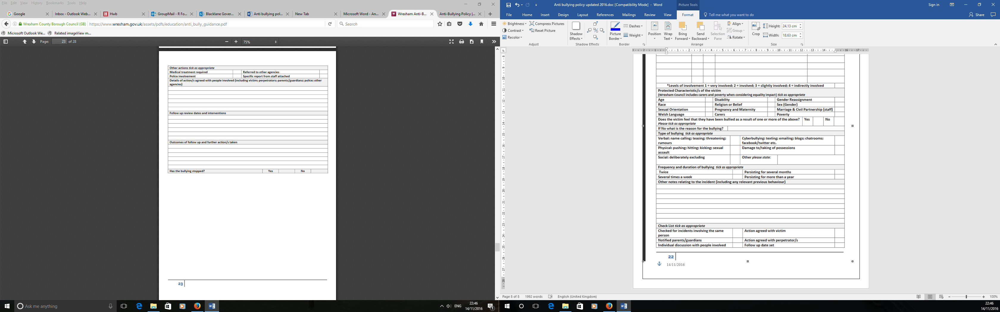 File Edit View History Bookmarks Tools Help
Google
Inbox - Outlook Web...
Hwb
GroupMail - R Fo...
Blacklane Gover...
Anti bullying pol...
New Tab
Microsoft Word - An...
Wrexham Anti-B...
Anti-Bullying Policy |...
Wrexham County Borough Council (GB)
https://www.wrexham.gov.uk/assets/pdfs/education/anti_bully_guidance.pdf
Search
Microsoft Outlook We...
Related imageView m...
Page: 23 of 28
75%
Other actions tick as appropriate
Medical treatment required
Referred to other agencies
Police involvement
Specific report from staff attached
Details of action/s agreed with people involved (including victim; perpetrators; parents/guardians; police; other
agencies)
Follow up review dates and interventions
Outcomes of follow up and further action/s taken
Has the bullying stopped? Yes No
23
Ask me anything
ENG
22:46
14/11/2016
Anti bullying policy updated 2016.doc [Compatibility Mode] - Word
Picture Tools
Sign in
File Home Insert Design Layout References Mailings Review View Format Tell me what you want to do
Share
Brightness
Contrast
Recolor
Compress Pictures
Reset Picture
Adjust
Shadow
Effects
Shadow Effects
Picture
Border
Dashes
Weight
Border
Position
Wrap
Text
Bring
Forward
Send
Backward
Selection
Pane
Align
Group
Rotate
Arrange
Crop
Height: 24.13 cm
Width: 18.63 cm
Size
*Levels of involvement 1 = very involved; 2 = involved; 3 = slightly involved; 4 = indirectly involved
Protected Characteristic/s of the victim
(Wrexham Council includes carers and poverty when considering equality impact) tick as appropriate
Age Disability Gender Reassignment
Race Religion or Belief Sex (Gender)
Sexual Orientation Pregnancy and Maternity Marriage & Civil Partnership (staff)
Welsh Language Carers Poverty
Does the victim feel that they have been bullied as a result of one or more of the above? Yes No
Please tick as appropriate
If No what is the reason for the bullying?
Type of bullying tick as appropriate
Verbal: name calling; teasing; threatening;
rumours
Cyberbullying: texting; emailing; blogs; chatrooms;
facebook/twitter etc.
Physical: pushing; hitting; kicking; sexual
assault
Damage to/taking of possessions
Social: deliberately excluding
Other please state:
Frequency and duration of bullying tick as appropriate
Twice Persisting for several months
Several times a week Persisting for more than a year
Other notes relating to the incident (including any relevant previous behaviour)
Check List tick as appropriate
Checked for incidents involving the same
person
Action agreed with victim
Notified parents/guardians Action agreed with perpetrator/s
Individual discussion with people involved Follow up date set
22
14/11/2016
Page 8 of 8 1992 words English (United Kingdom)
100%
22:46
14/11/2016